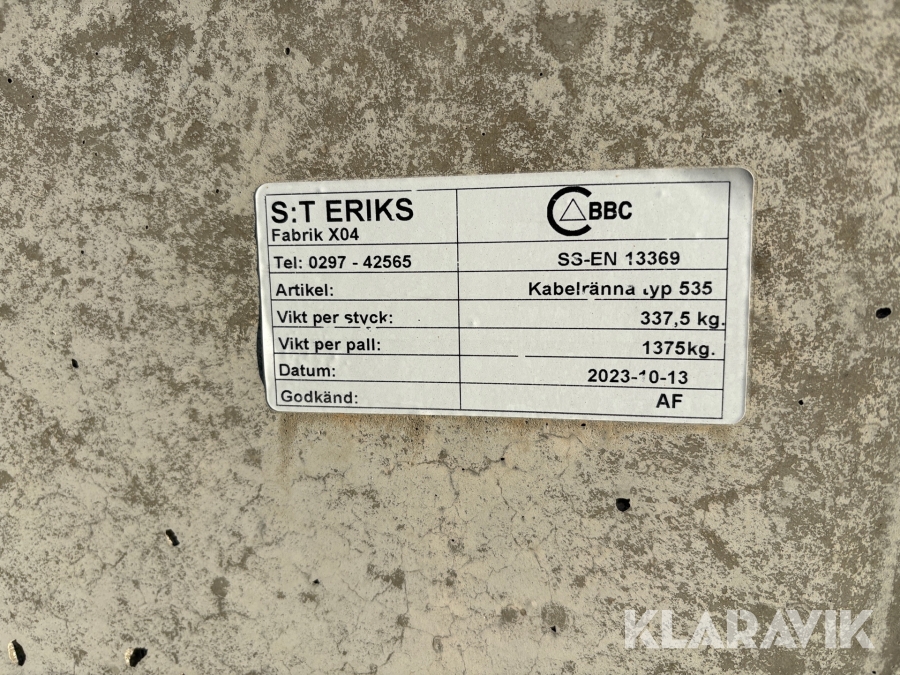 S:T ERIKS
Fabrik X04
BBC
Tel: 0297 - 42565
SS-EN 13369
Artikel:
Kabelränna typ 535
Vikt per styck:
337,5 kg.
Vikt per pall:
1375kg.
Datum:
2023-10-13
Godkänd:
AF
KLARAVIK